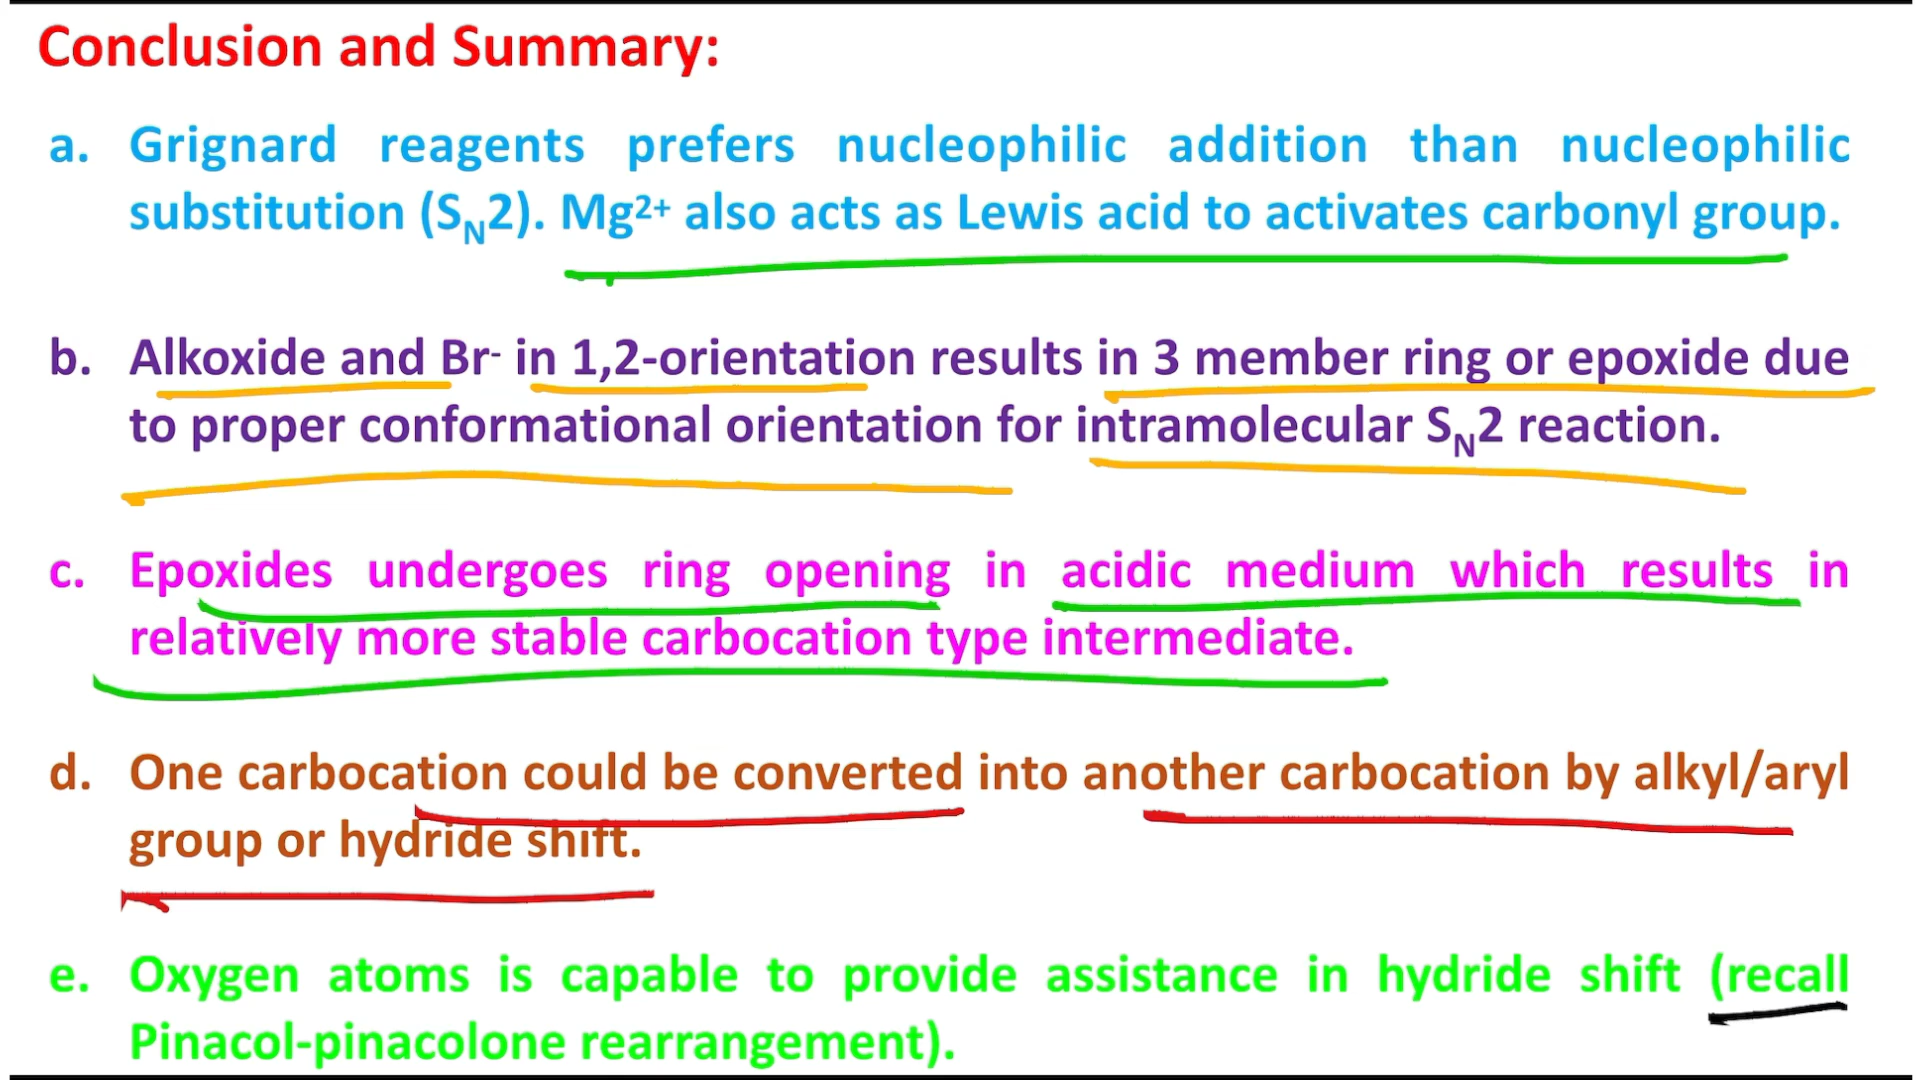 Conclusion and Summary:
a. Grignard reagents prefers nucleophilic addition than nucleophilic
substitution (SN2). Mg2+ also acts as Lewis acid to activates carbonyl group.
b. Alkoxide and Br- in 1,2-orientation results in 3 member ring or epoxide due
to proper conformational orientation for intramolecular SN2 reaction.
c. Epoxides undergoes ring opening in acidic medium which results in
relatively more stable carbocation type intermediate.
d. One carbocation could be converted into another carbocation by alkyl/aryl
group or hydride shift.
e. Oxygen atoms is capable to provide assistance in hydride shift (recall
Pinacol-pinacolone rearrangement).